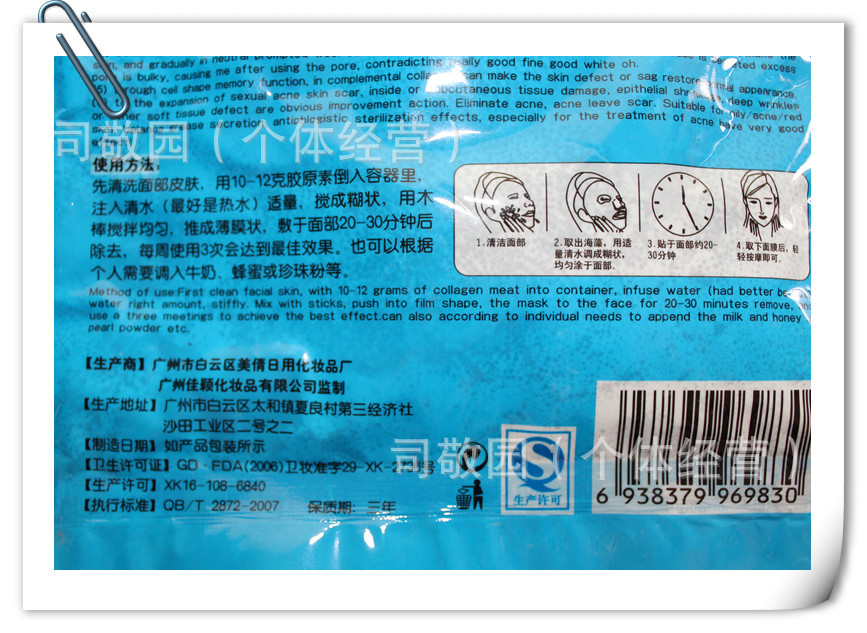 and gradually in neutral
skin, after using the pore, contradicting really good fine good white oh.
is bulky, causing me
rough cell shape memory function, in complemental collagen can make the skin defect or sag restore normal appearance.
to the expansion of sexual acne skin scar, inside or subcutaneous tissue damage, epithelial deep wrinkles
or other soft tissue defect are obvious improvement action. Eliminate acne, acne leave scar. Suitable for oily/acne/red
secretion antiphlogistic sterilization effects, especially for the treatment of acne have very good
司敬园（个体经营）
使用方法:
先清洗面部皮肤，用10-12克胶原素倒入容器里，
注入清水（最好是热水）适量，搅成糊状，用木
棒搅拌均匀，推成薄膜状，敷于面部20-30分钟后
除去，每周使用3次会达到最佳效果。也可以根据
个人需要调入牛奶、蜂蜜或珍珠粉等。
1.清洁面部
2.取出海藻，用适
量清水调成糊状，
均匀涂于面部.
3.贴于面部约20-
30分钟
4.取下面膜后，轻
轻按摩即可.
Method of use:First clean facial skin, with 10-12 grams of collagen meat into container, infuse water (had better be
water right amount, stiffly. Mix with sticks, push into film shape, the mask to the face for 20-30 minutes remove,
use a three meetings to achieve the best effect.can also according to individual needs to append the milk and honey
pearl powder etc.
【生产商】广州市白云区美倩日用化妆品厂
广州佳颖化妆品有限公司监制
【生产地址】广州市白云区太和镇夏良村第三经济社
沙田工业区二号之二
【制造日期】如产品包装所示
【卫生许可证】GD·FDA(2006)卫妆准字29-XK-273号
【生产许可】XK16-108-6840
【执行标准】QB/T 2872-2007 保质期: 三年
司敬园（个体经营）
生产许可
6 938379 969830